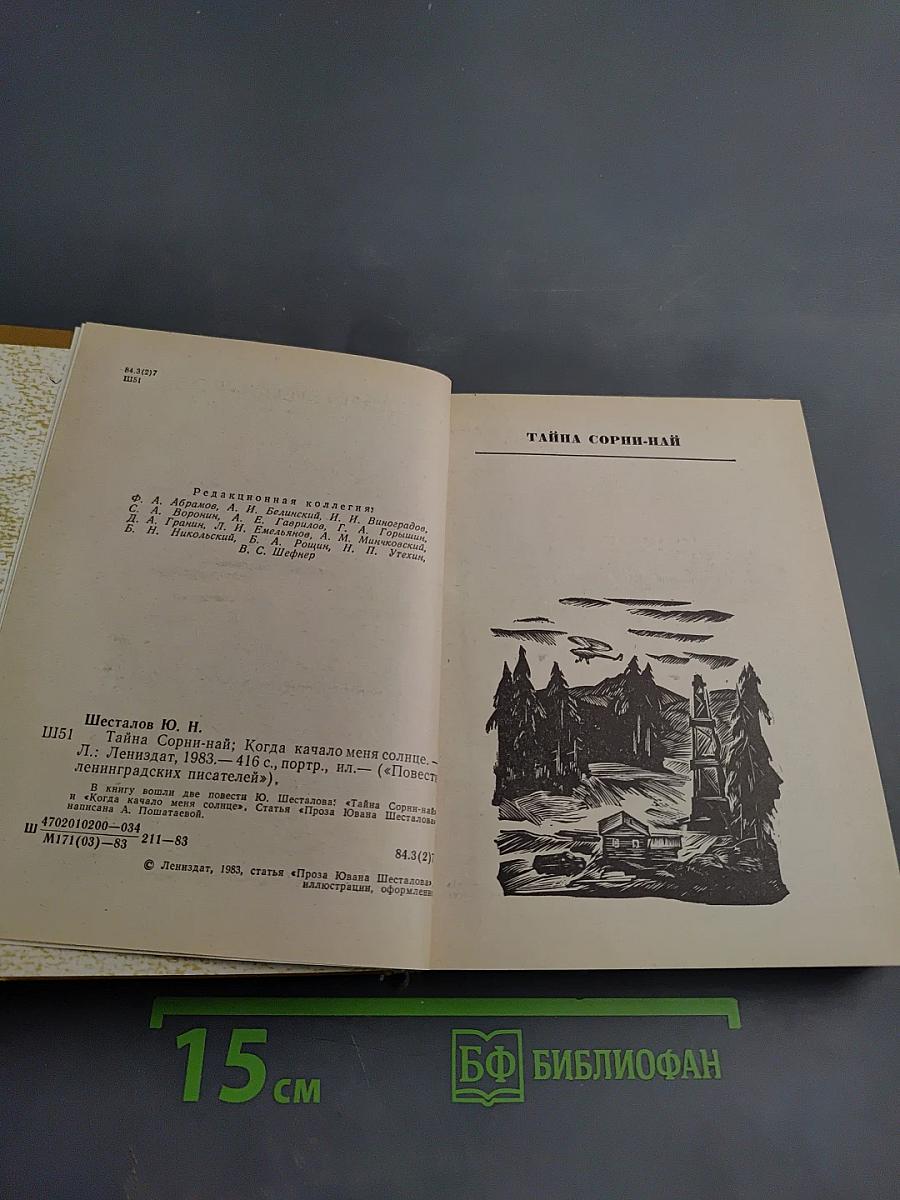 84.3(2)7
Ш51
Редакционная коллегия:
Ф. А. Абрамов, А. И. Белинский, И. И. Виноградов,
С. А. Воронин, А. Е. Гаврилов, Г. А. Горышин,
Д. А. Гранин, Л. И. Емельянов, А. М. Минчковский,
Б. Н. Никольский, Б. А. Рощин, Н. П. Утехин,
В. С. Шефнер
Шесталов Ю. Н.
Ш51 Тайна Сорни-най; Когда качало меня солнце. —
Л.: Лениздат, 1983.— 416 с., портр., ил.— («Повест
ленинградских писателей»).
В книгу вошли две повести Ю. Шесталова: «Тайна Сорни-най»
и «Когда качало меня солнце». Статья «Проза Ювана Шесталова»
написана А. Пошатаевой.
Ш 4702010200—034
М171(03)—83 211—83
84.3(2)7
© Лениздат, 1983, статья «Проза Ювана Шесталова»
иллюстрации, оформлени
ТАЙНА СОРНИ-НАЙ
15 см
БФ БИБЛИОФАН